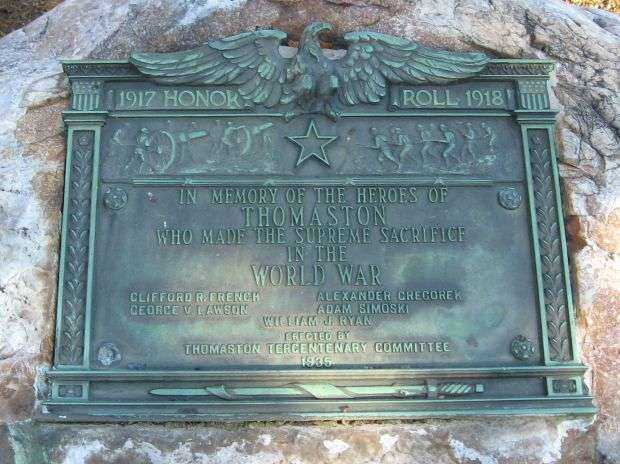 1917 HONOR ROLL 1918
IN MEMORY OF THE HEROES OF
THOMASTON
WHO MADE THE SUPREME SACRIFICE
IN THE
WORLD WAR
CLIFFORD R. FRENCH ALEXANDER GREGOREK
GEORGE V. LAWSON ADAM SIMOSKI
WILLIAM J. RYAN
ERECTED BY
THOMASTON TERCENTENARY COMMITTEE
1935